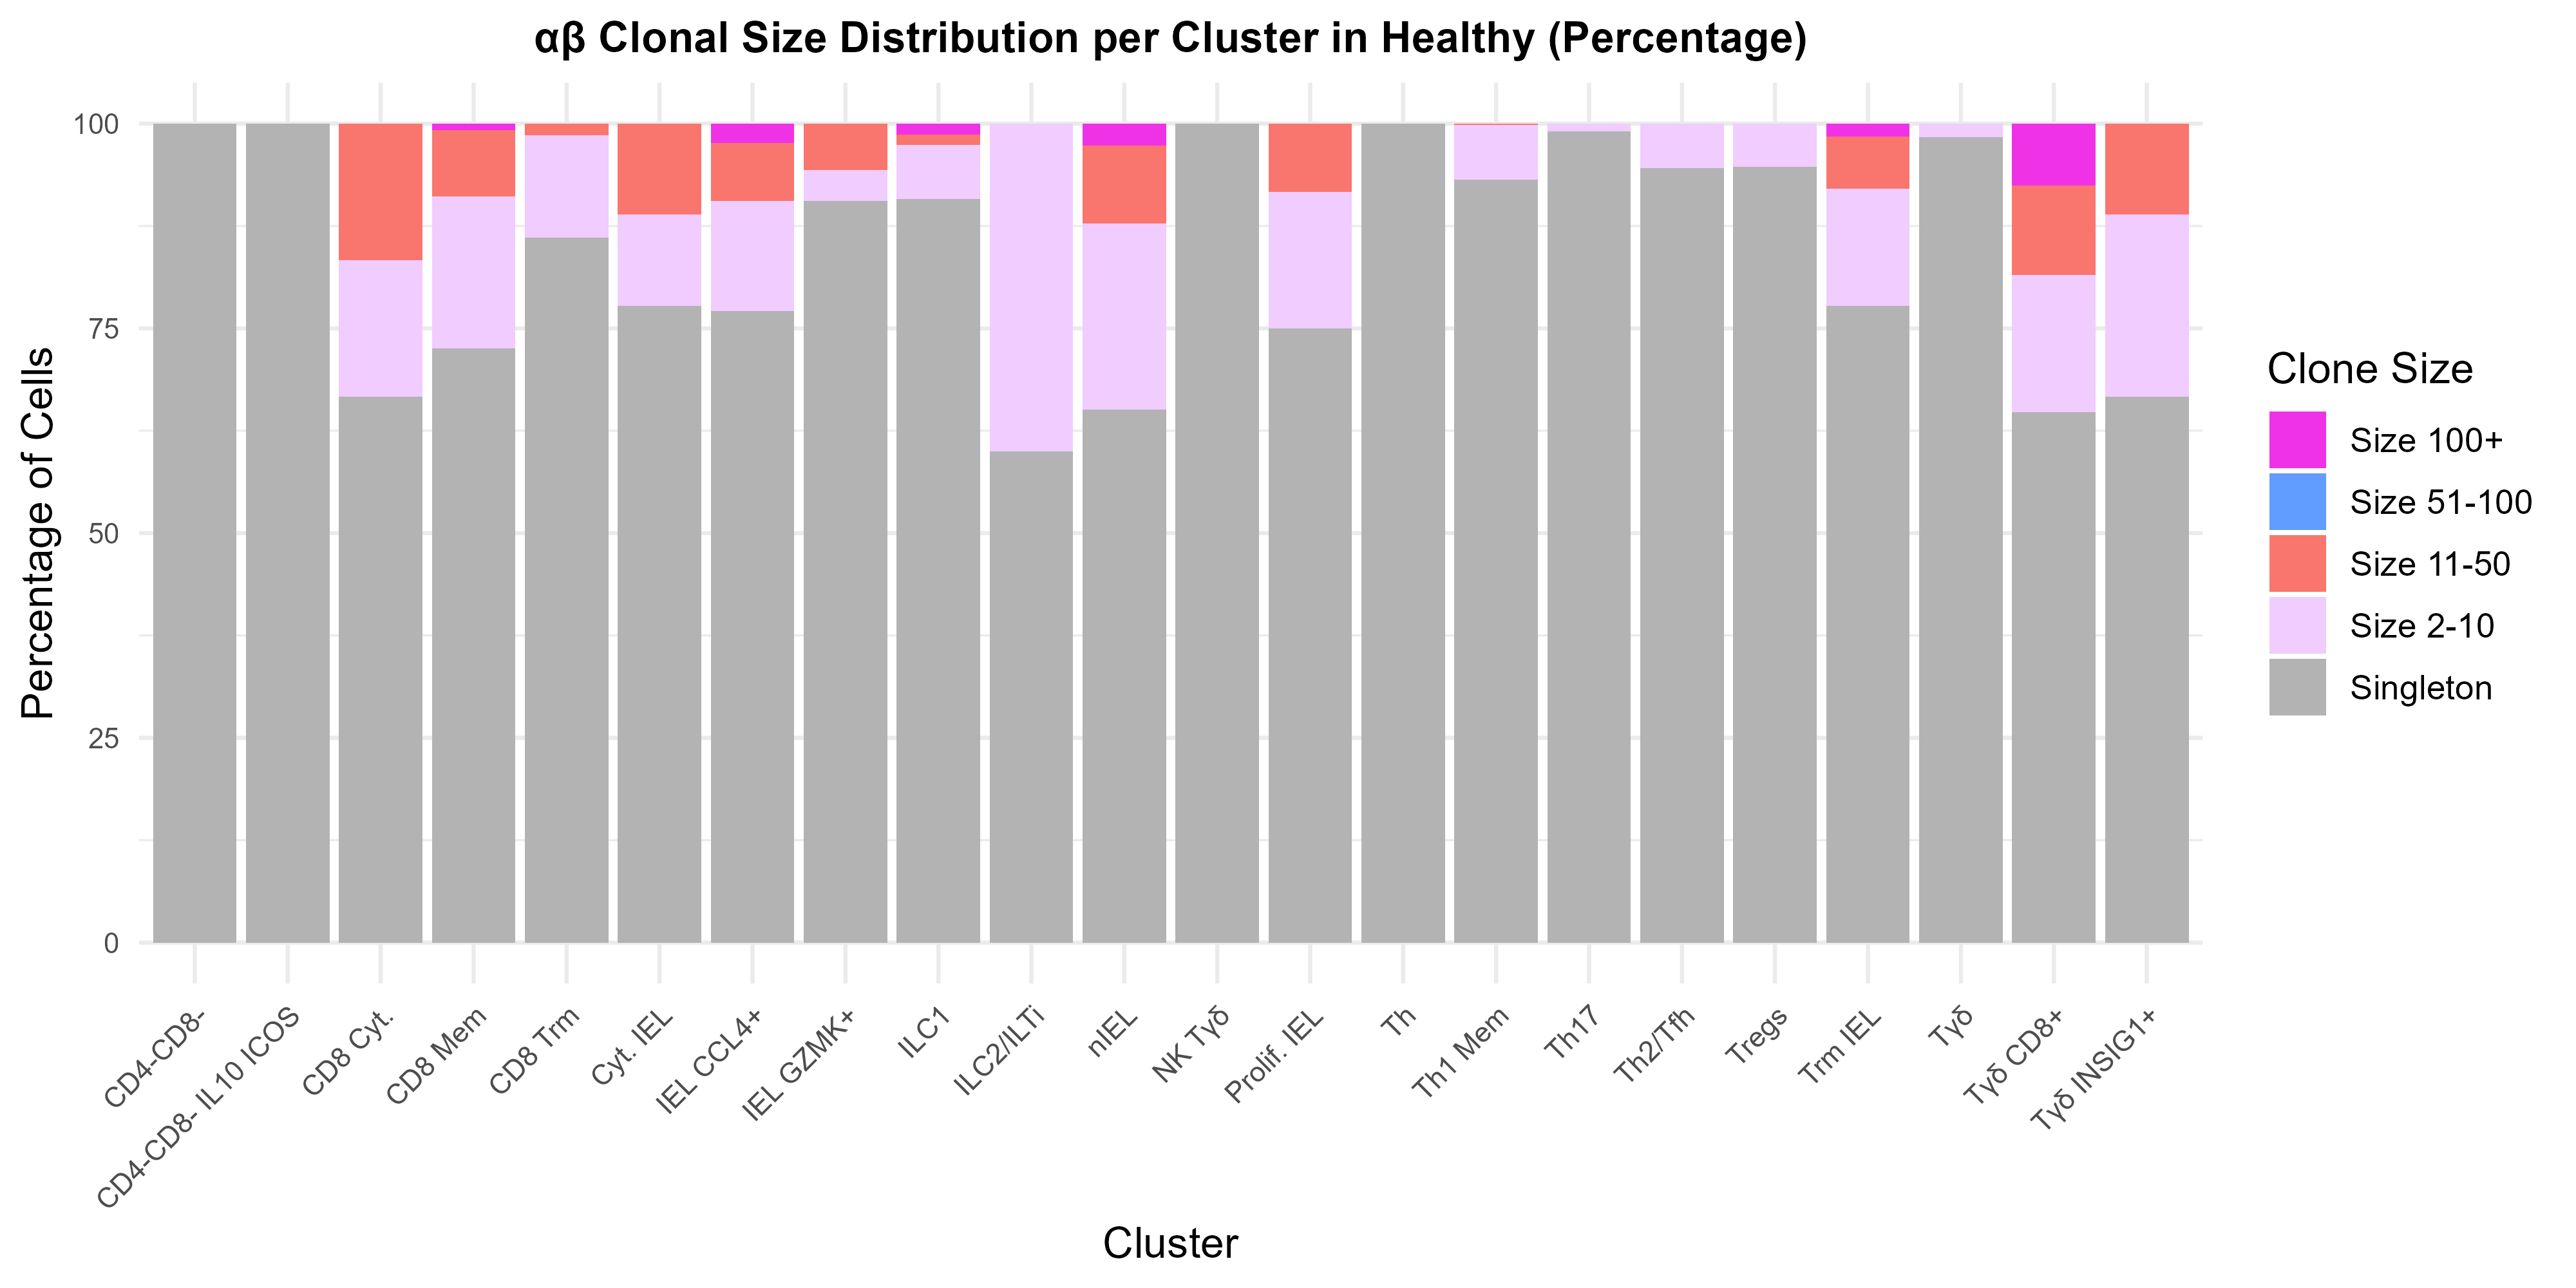 αβ Clonal Size Distribution per Cluster in Healthy (Percentage)
Percentage of Cells
100
75
50
25
0
CD4-CD8-
CD4-CD8- IL10 ICOS
CD8 Cyt.
CD8 Mem
CD8 Trm
Cyt. IEL
IEL CCL4+
IEL GZMK+
ILC1
ILC2/ILTi
nIEL
NK Tγδ
Prolif. IEL
Th
Th1 Mem
Th17
Th2/Tfh
Tregs
Trm IEL
Tγδ
Tγδ CD8+
Tγδ INSIG1+
Cluster
Clone Size
Size 100+
Size 51-100
Size 11-50
Size 2-10
Singleton